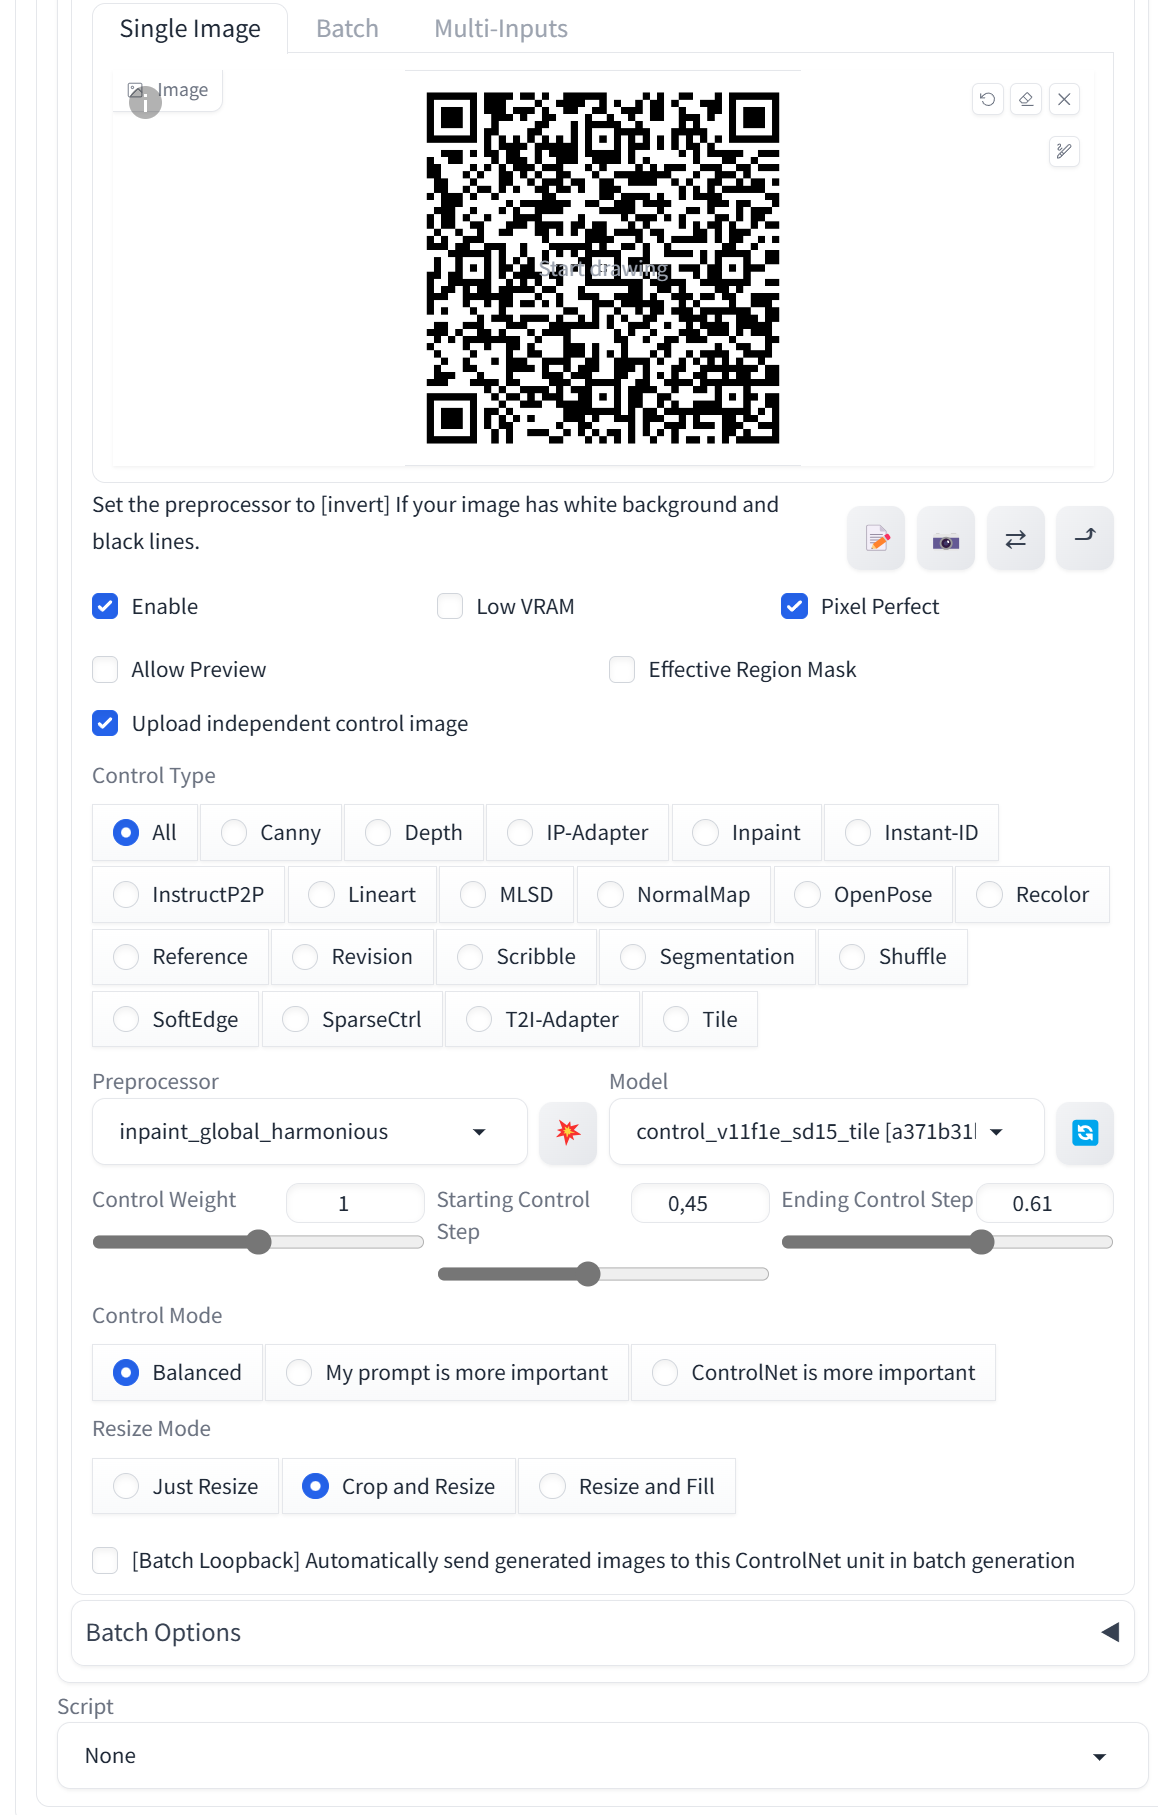 Single Image Batch Multi-Inputs
Image
Start drawing
Set the preprocessor to [invert] If your image has white background and
black lines.
Enable Low VRAM Pixel Perfect
Allow Preview Effective Region Mask
Upload independent control image
Control Type
All Canny Depth IP-Adapter Inpaint Instant-ID
InstructP2P Lineart MLSD NormalMap OpenPose Recolor
Reference Revision Scribble Segmentation Shuffle
SoftEdge SparseCtrl T2I-Adapter Tile
Preprocessor Model
inpaint_global_harmonious control_v11f1e_sd15_tile [a371b31
Control Weight 1 Starting Control 0,45 Ending Control Step 0.61
Step
Control Mode
Balanced My prompt is more important ControlNet is more important
Resize Mode
Just Resize Crop and Resize Resize and Fill
[Batch Loopback] Automatically send generated images to this ControlNet unit in batch generation
Batch Options
Script
None